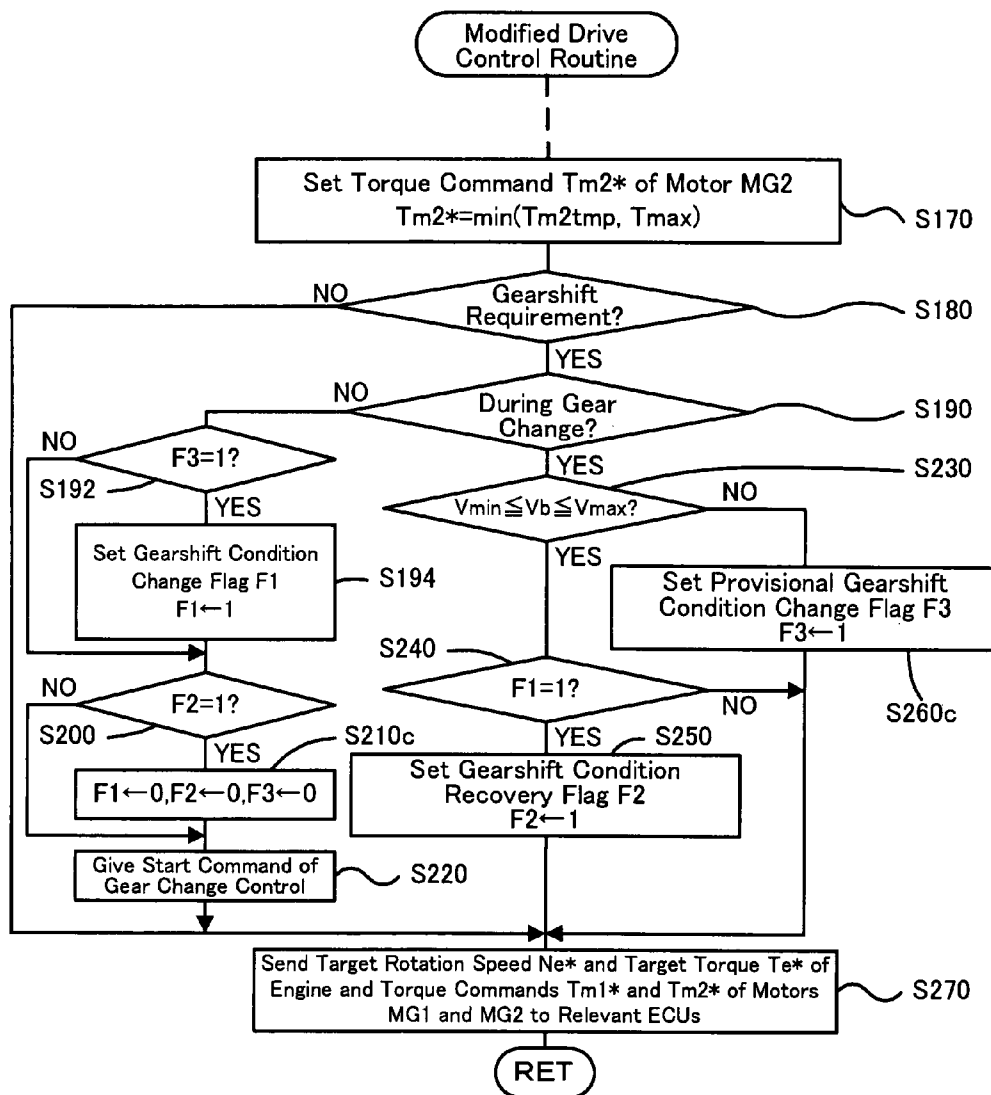 Modified Drive
Control Routine
Set Torque Command Tm2* of Motor MG2
Tm2*=min(Tm2tmp, Tmax)
S170
NO
Gearshift
Requirement?
S180
YES
NO
During Gear
Change?
S190
YES
NO
F3=1?
S192
YES
S230
Vmin≦Vb≦Vmax?
NO
YES
Set Gearshift Condition
Change Flag F1
F1←1
S194
Set Provisional Gearshift
Condition Change Flag F3
F3←1
S260c
S240
F1=1?
NO
YES
NO
F2=1?
S200
YES
S210c
F1←0,F2←0,F3←0
S250
Set Gearshift Condition
Recovery Flag F2
F2←1
Give Start Command of
Gear Change Control
S220
Send Target Rotation Speed Ne* and Target Torque Te* of
Engine and Torque Commands Tm1* and Tm2* of Motors
MG1 and MG2 to Relevant ECUs
S270
RET